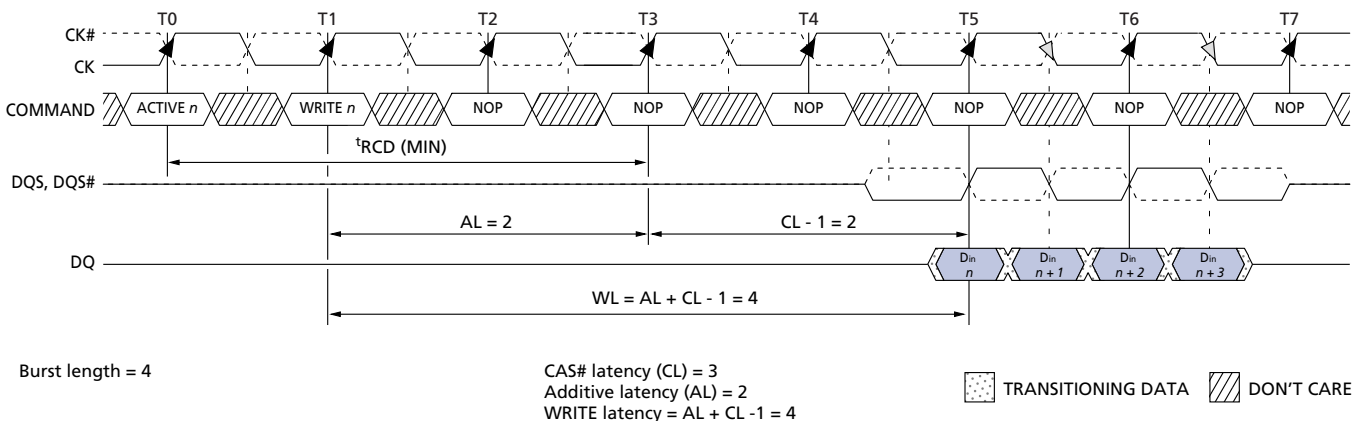 T0 T1 T2 T3 T4 T5 T6 T7
CK#
CK
COMMAND ACTIVE n WRITE n NOP NOP NOP NOP NOP NOP
tRCD (MIN)
DQS, DQS#
AL = 2 CL - 1 = 2
DQ Din n Din n + 1 Din n + 2 Din n + 3
WL = AL + CL - 1 = 4
Burst length = 4
CAS# latency (CL) = 3
Additive latency (AL) = 2
WRITE latency = AL + CL -1 = 4
TRANSITIONING DATA DON'T CARE